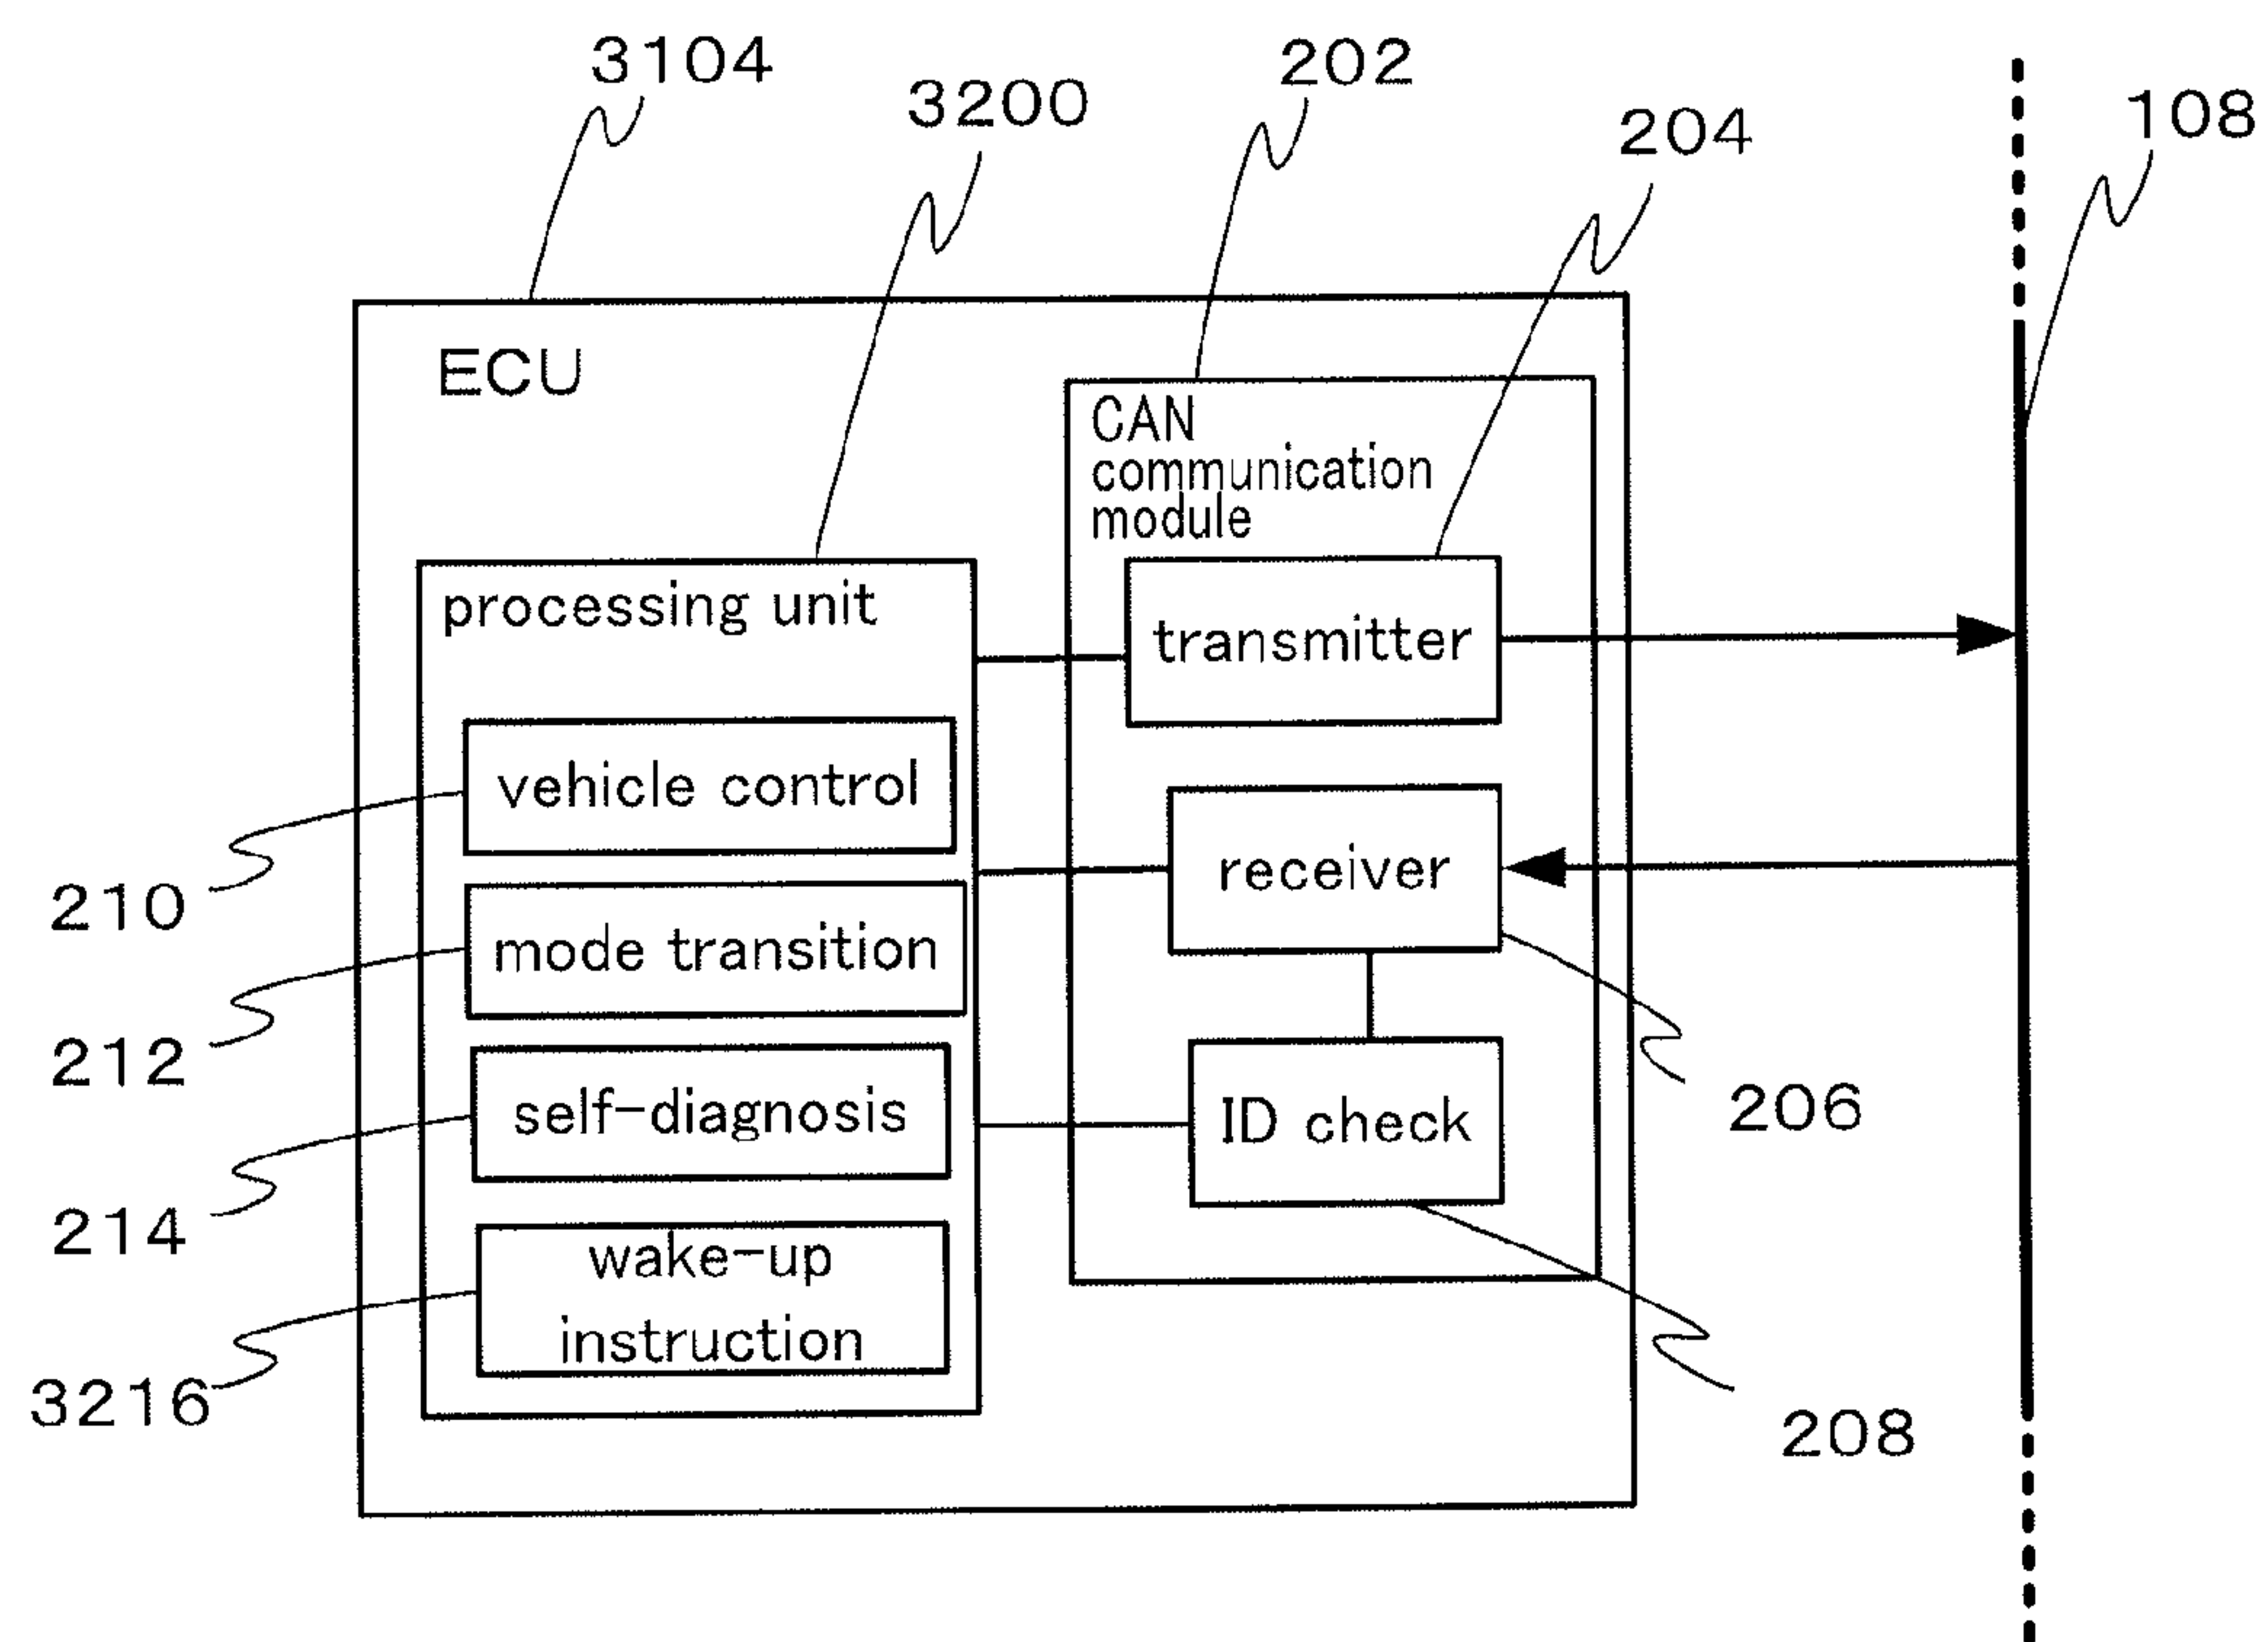 3104
3200
202
204
108
ECU
CAN
communication
module
processing unit
transmitter
vehicle control
receiver
210
mode transition
212
206
self-diagnosis
ID check
214
wake-up
instruction
3216
208